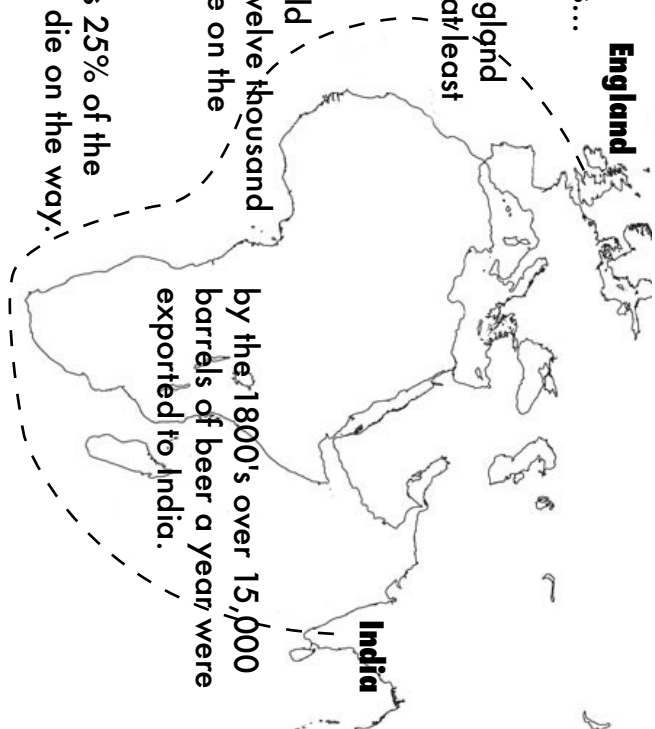 England
s...
gland
at least
ld
welve thousand
e on the
s 25% of the
die on the way.
India
by the 1800's over 15,000
barrels of beer a year, were
exported to India.